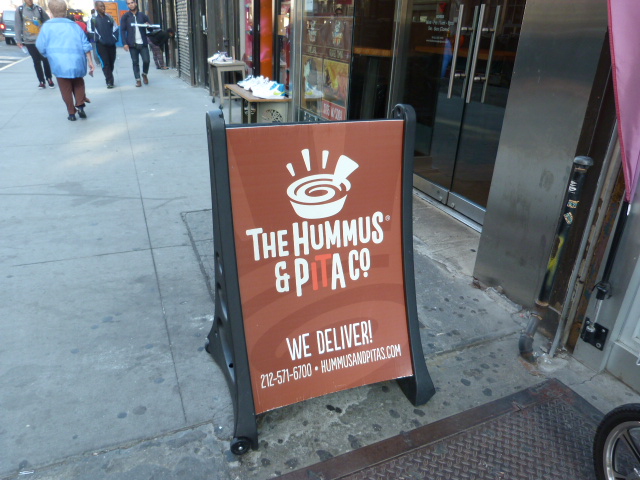 THE HUMMUS®
& PITA CO
WE DELIVER!
212-571-6700 • HUMMUSANDPITAS.COM